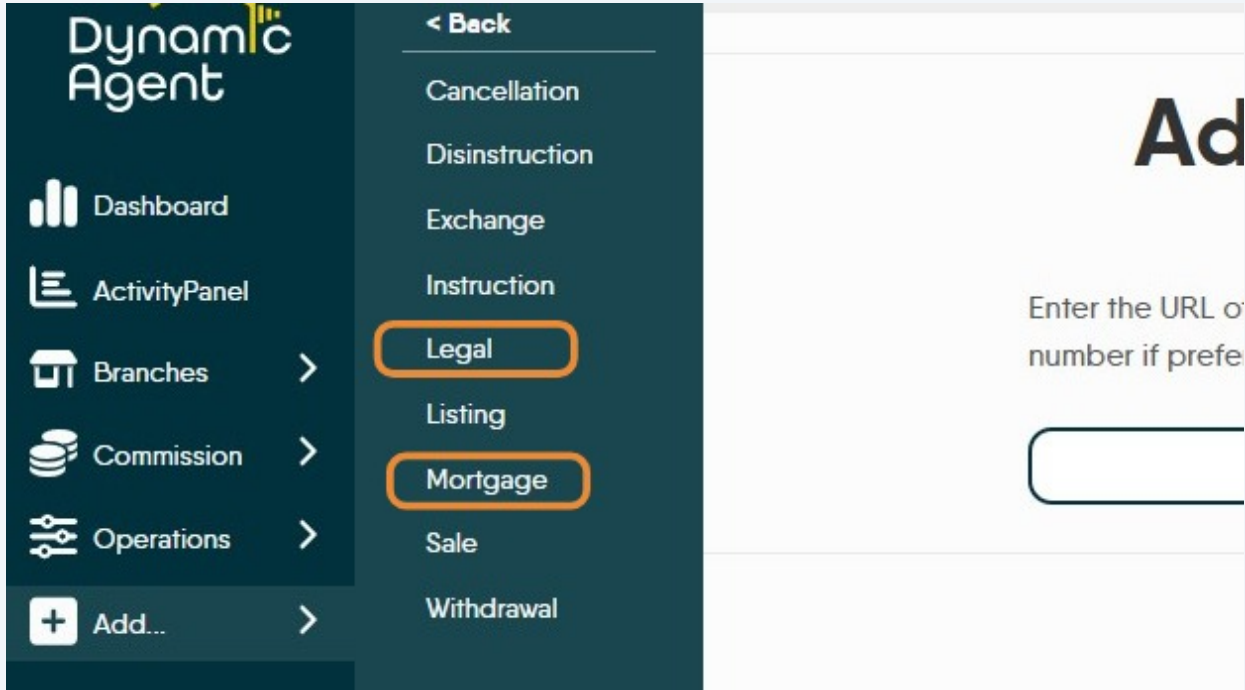 Dynamic
Agent
Dashboard
ActivityPanel
Branches
Commission
Operations
Add...
< Back
Cancellation
Disinstruction
Exchange
Instruction
Legal
Listing
Mortgage
Sale
Withdrawal
Ad
Enter the URL of
number if prefe